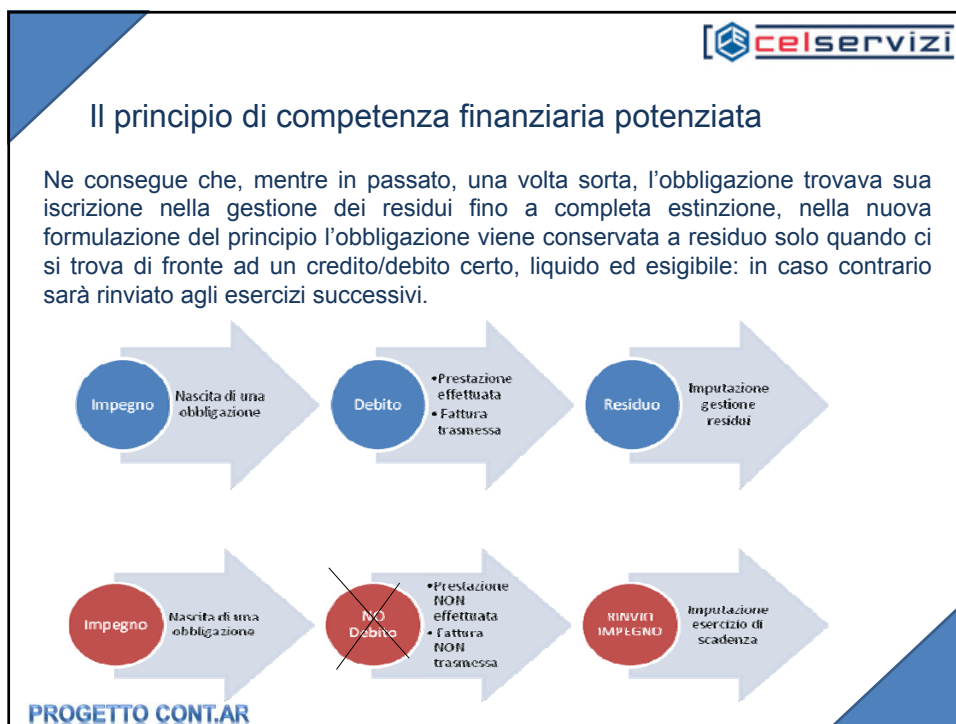 celservizi
Il principio di competenza finanziaria potenziata
Ne consegue che, mentre in passato, una volta sorta, l’obbligazione trovava sua
iscrizione nella gestione dei residui fino a completa estinzione, nella nuova
formulazione del principio l’obbligazione viene conservata a residuo solo quando ci
si trova di fronte ad un credito/debito certo, liquido ed esigibile: in caso contrario
sarà rinviato agli esercizi successivi.
Impegno
Nascita di una
obbligazione
Debito
•Prestazione
effettuata
• Fattura
trasmessa
Residuo
Imputazione
gestione
residui
Impegno
Nascita di una
obbligazione
NO
Debito
•Prestazione
NON
effettuata
• Fattura
NON
trasmessa
RINVIO
IMPEGNO
Imputazione
esercizio di
scadenza
PROGETTO CONT.AR